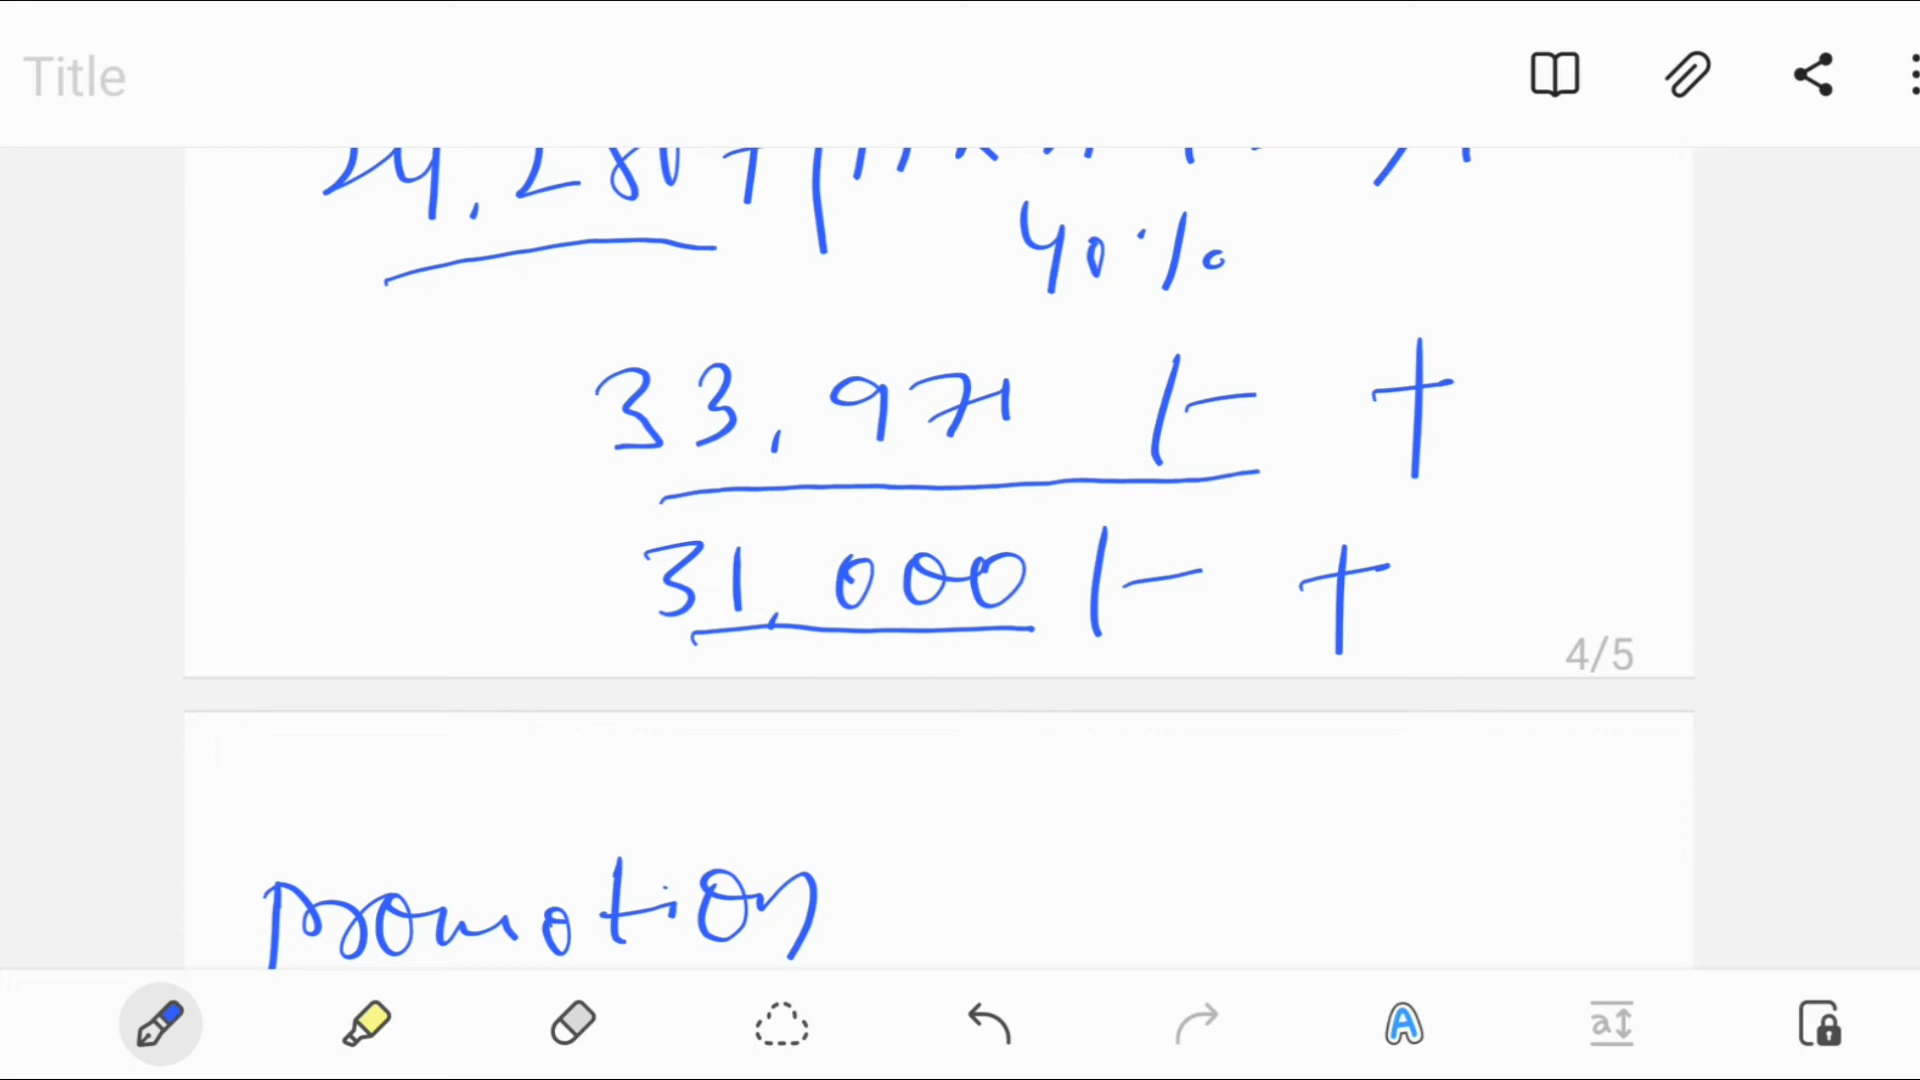 Title
40%
33,971 /- +
31,000 /- +
4/5
promotion